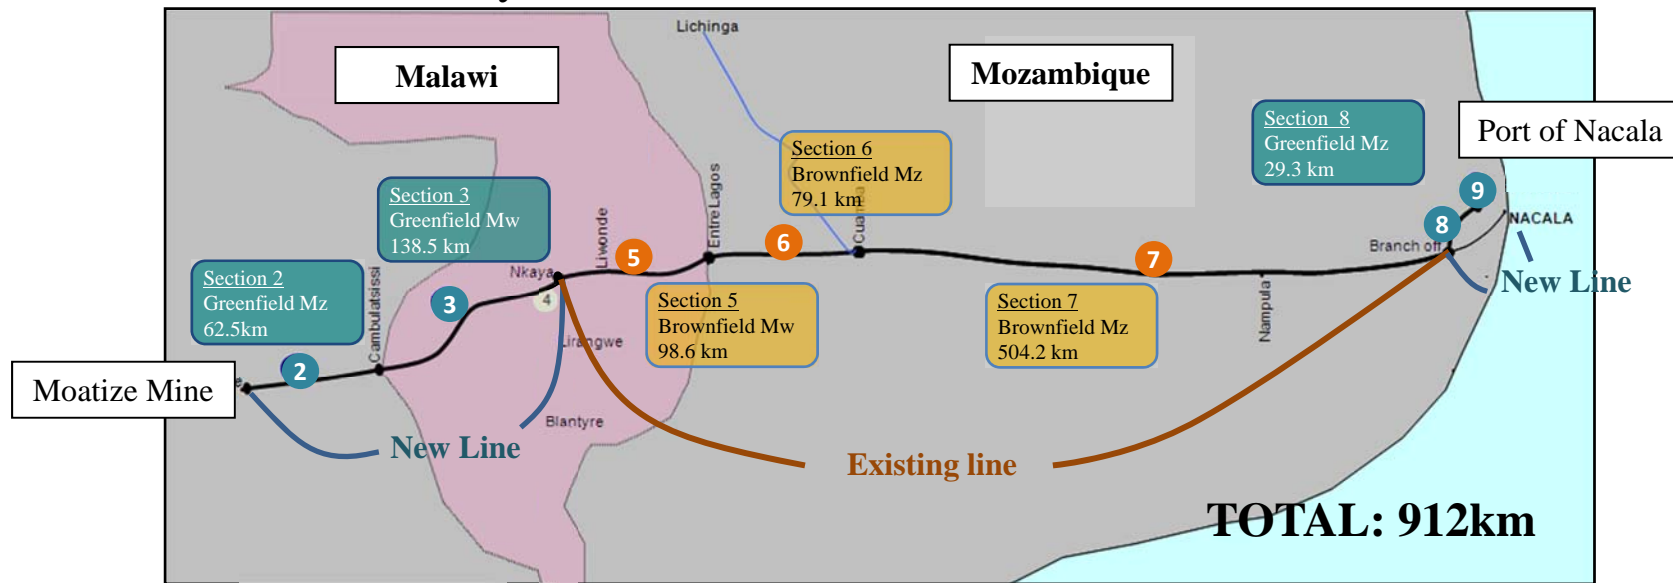 Lichinga
Malawi
Mozambique
Section 8
Greenfield Mz
29.3 km
Port of Nacala
Section 6
Brownfield Mz
79.1 km
Section 3
Greenfield Mw
138.5 km
Entre Lagos
Liwonde
Cuamba
9
8
NACALA
Branch off
5
6
7
Nkaya
4
3
New Line
Section 2
Greenfield Mz
62.5km
Cambulatsissi
Section 5
Brownfield Mw
98.6 km
Section 7
Brownfield Mz
504.2 km
Nampula
Lirangwe
2
Moatize Mine
e
Blantyre
New Line
Existing line
TOTAL: 912km